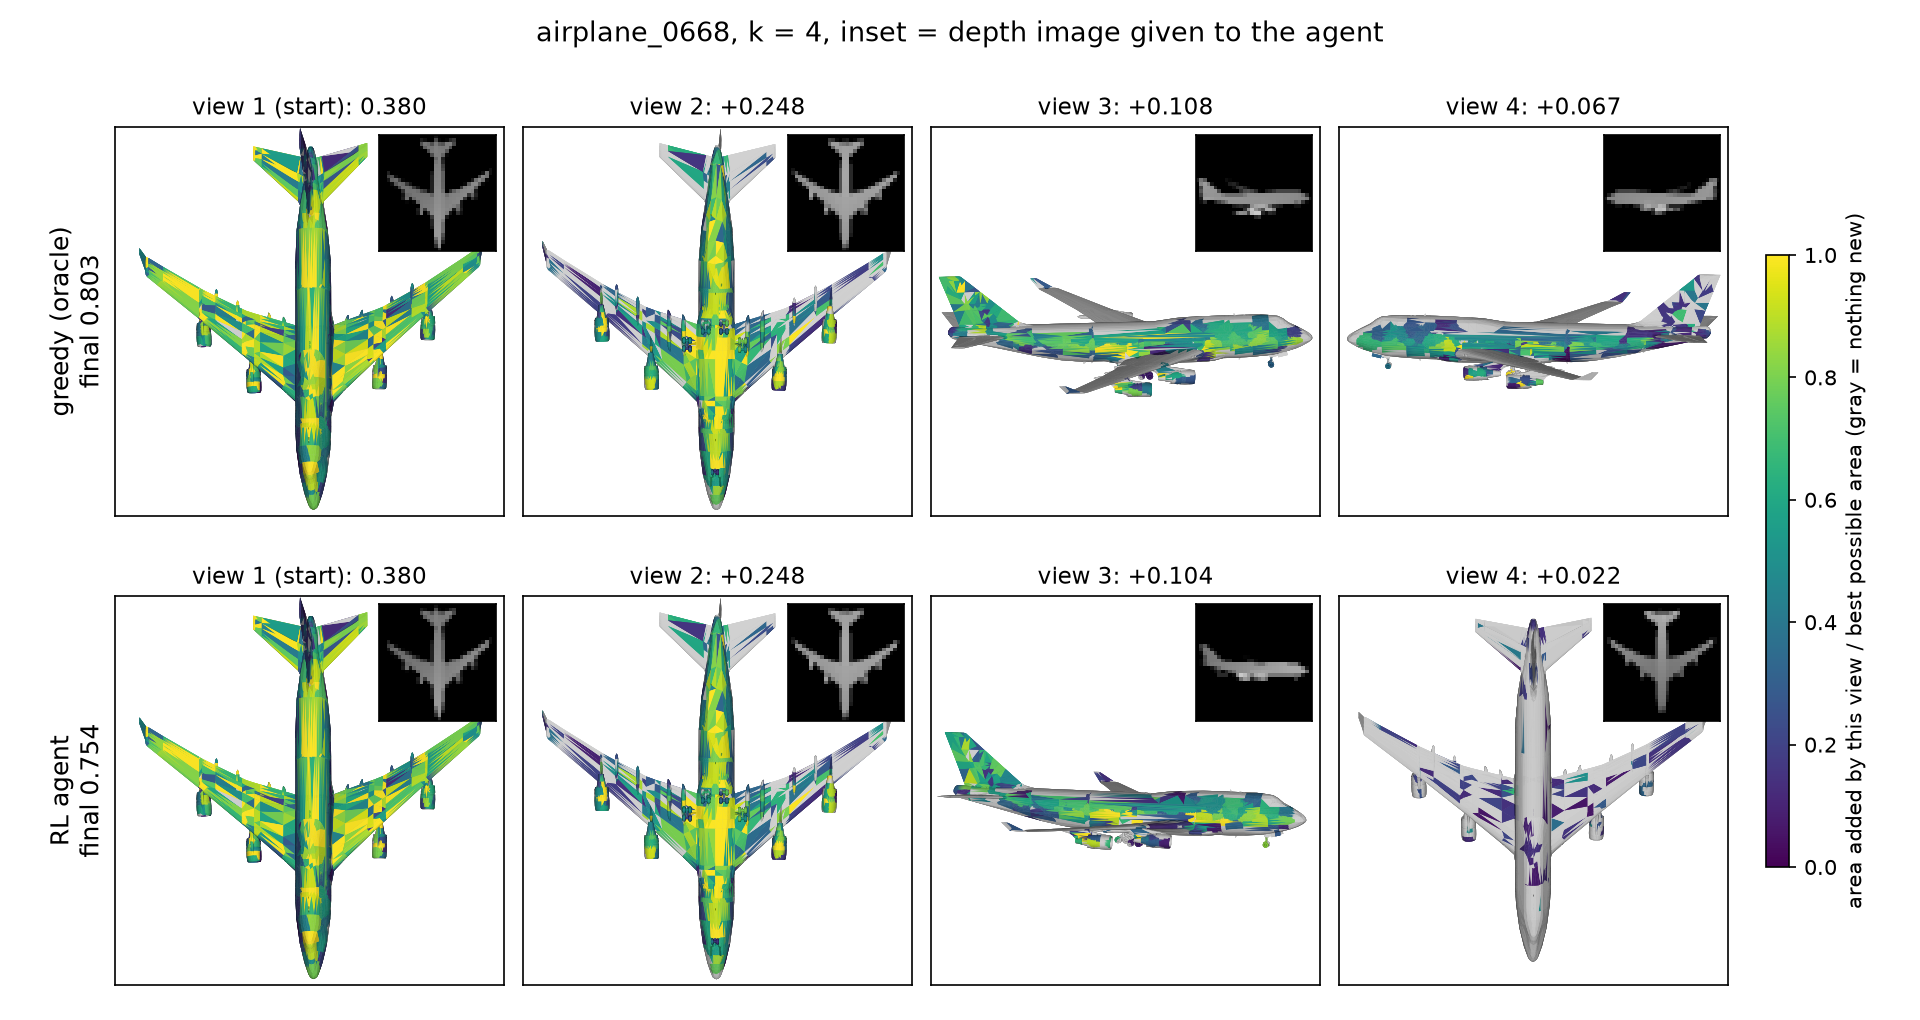 airplane_0668, k = 4, inset = depth image given to the agent
view 1 (start): 0.380
view 2: +0.248
view 3: +0.108
view 4: +0.067
greedy (oracle)
final 0.803
view 1 (start): 0.380
view 2: +0.248
view 3: +0.104
view 4: +0.022
RL agent
final 0.754
1.0
0.8
0.6
0.4
0.2
0.0
area added by this view / best possible area (gray = nothing new)